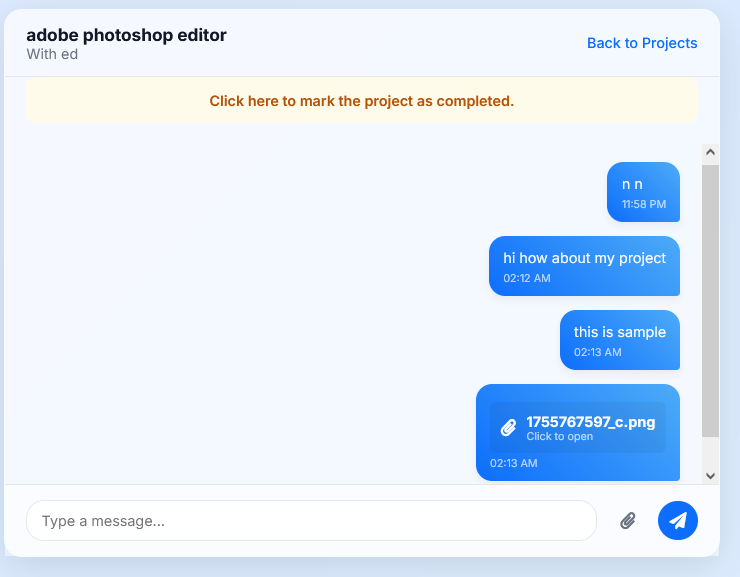 adobe photoshop editor
With ed
Back to Projects
Click here to mark the project as completed.
n n
11:58 PM
hi how about my project
02:12 AM
this is sample
02:13 AM
1755767597_c.png
Click to open
02:13 AM
Type a message...